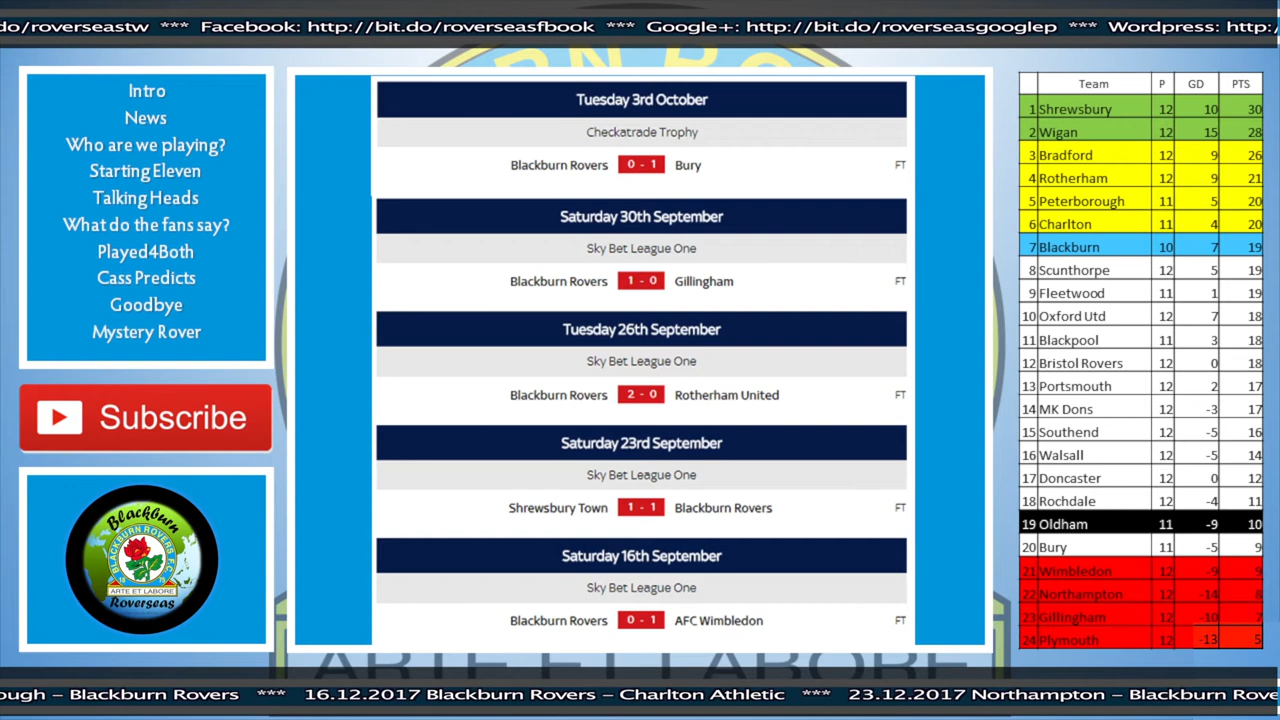 do/roverseastw *** Facebook: http://bit.do/roverseasfbook *** Google+: http://bit.do/roverseasgooglep *** Wordpress: http:/
Intro
News
Who are we playing?
Starting Eleven
Talking Heads
What do the fans say?
Played4Both
Cass Predicts
Goodbye
Mystery Rover
Subscribe
Blackburn
BLACKBURN ROVERS F.C.
18 75
ARTE ET LABORE
Roverseas
Tuesday 3rd October
Checkatrade Trophy
Blackburn Rovers 0 - 1 Bury FT
Saturday 30th September
Sky Bet League One
Blackburn Rovers 1 - 0 Gillingham FT
Tuesday 26th September
Sky Bet League One
Blackburn Rovers 2 - 0 Rotherham United FT
Saturday 23rd September
Sky Bet League One
Shrewsbury Town 1 - 1 Blackburn Rovers FT
Saturday 16th September
Sky Bet League One
Blackburn Rovers 0 - 1 AFC Wimbledon FT
Team P GD PTS
1 Shrewsbury 12 10 30
2 Wigan 12 15 28
3 Bradford 12 9 26
4 Rotherham 12 9 21
5 Peterborough 11 5 20
6 Charlton 11 4 20
7 Blackburn 10 7 19
8 Scunthorpe 12 5 19
9 Fleetwood 11 1 19
10 Oxford Utd 12 7 18
11 Blackpool 11 3 18
12 Bristol Rovers 12 0 18
13 Portsmouth 12 2 17
14 MK Dons 12 -3 17
15 Southend 12 -5 16
16 Walsall 12 -5 14
17 Doncaster 12 0 12
18 Rochdale 12 -4 11
19 Oldham 11 -9 10
20 Bury 11 -5 9
21 Wimbledon 12 -9 9
22 Northampton 12 -14 8
23 Gillingham 12 -10 7
24 Plymouth 12 -13 5
ARTE ET LABORE
ough – Blackburn Rovers *** 16.12.2017 Blackburn Rovers – Charlton Athletic *** 23.12.2017 Northampton – Blackburn Rove